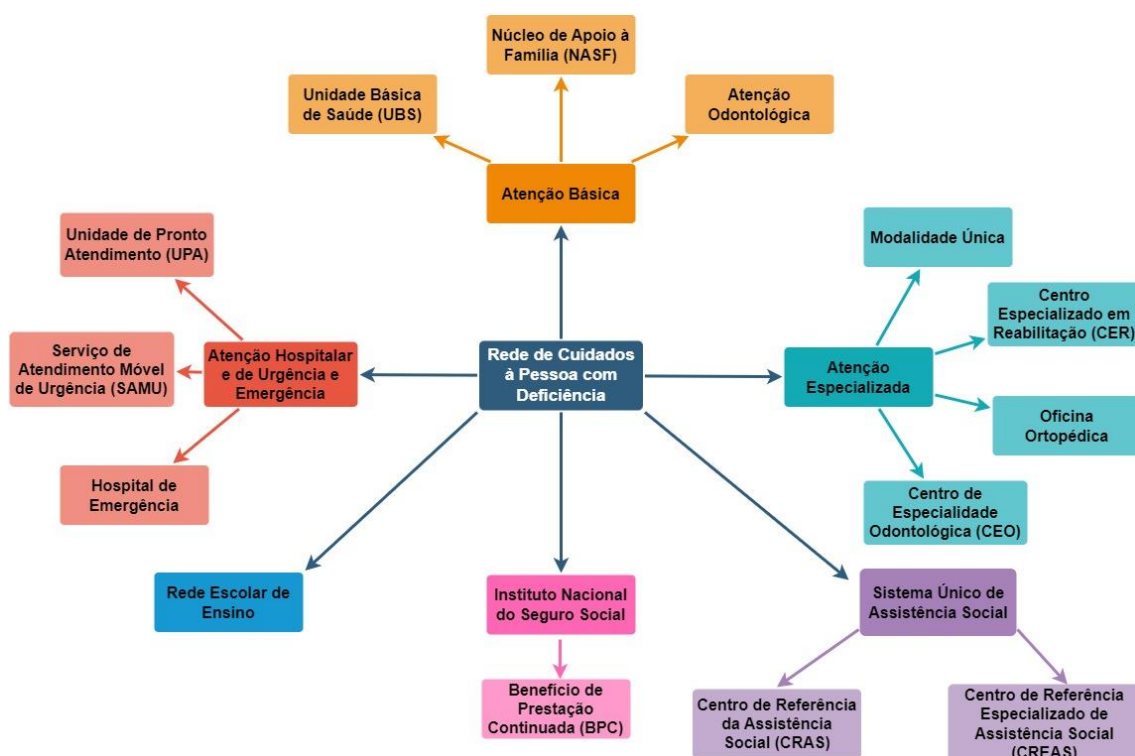 Núcleo de Apoio à
Família (NASF)
Unidade Básica
de Saúde (UBS)
Atenção
Odontológica
Atenção Básica
Unidade de Pronto
Atendimento (UPA)
Modalidade Única
Centro
Especializado em
Reabilitação (CER)
Serviço de
Atendimento Móvel
de Urgência (SAMU)
Atenção Hospitalar
e de Urgência e
Emergência
Rede de Cuidados
à Pessoa com
Deficiência
Atenção
Especializada
Oficina
Ortopédica
Hospital de
Emergência
Centro de
Especialidade
Odontológica (CEO)
Rede Escolar de
Ensino
Instituto Nacional
do Seguro Social
Sistema Único de
Assistência Social
Benefício de
Prestação
Continuada (BPC)
Centro de Referência
da Assistência
Social (CRAS)
Centro de Referência
Especializado de
Assistência Social
(CREAS)